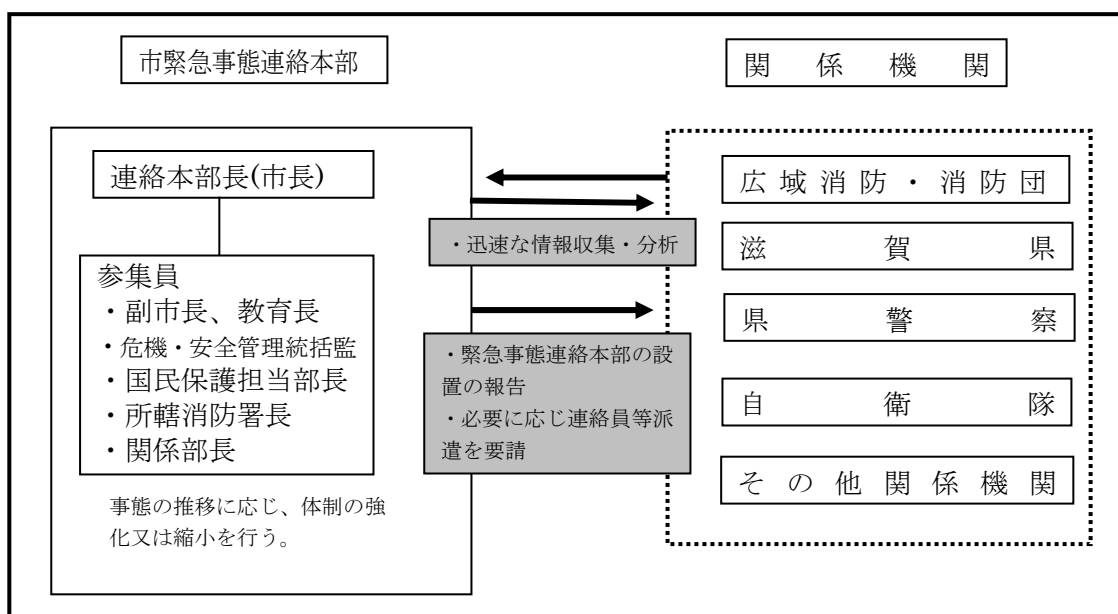 市緊急事態連絡本部
関係機関
連絡本部長(市長)
参集員
・副市長、教育長
・危機・安全管理統括監
・国民保護担当部長
・所轄消防署長
・関係部長
事態の推移に応じ、体制の強
化又は縮小を行う。
・迅速な情報収集・分析
・緊急事態連絡本部の設
置の報告
・必要に応じ連絡員等派
遣を要請
広域消防・消防団
滋賀県
県警察
自衛隊
その他関係機関